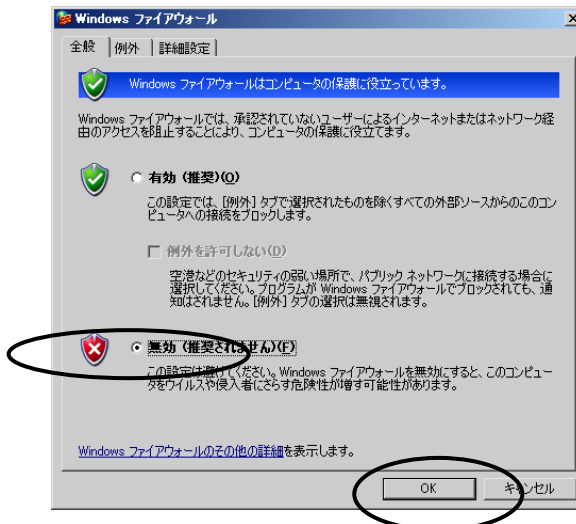 Windows ファイアウォール
全般 例外 詳細設定
Windows ファイアウォールはコンピュータの保護に役立っています。
Windows ファイアウォールでは、承認されていないユーザーによるインターネットまたはネットワーク経
由のアクセスを阻止することにより、コンピュータの保護に役立てます。
有効 (推奨)(O)
この設定では、[例外] タブで選択されたものを除くすべての外部ソースからのこのコン
ピュータへの接続をブロックします。
例外を許可しない(D)
空港などのセキュリティの弱い場所で、パブリック ネットワークに接続する場合に
選択してください。プログラムが Windows ファイアウォールでブロックされても、通
知はされません。[例外] タブの選択は無視されます。
無効 (推奨されません)(F)
この設定は避けてください。Windows ファイアウォールを無効にすると、このコンピュー
タをウイルスや侵入者にさらす危険性が増す可能性があります。
Windows ファイアウォールのその他の詳細を表示します。
OK キャンセル